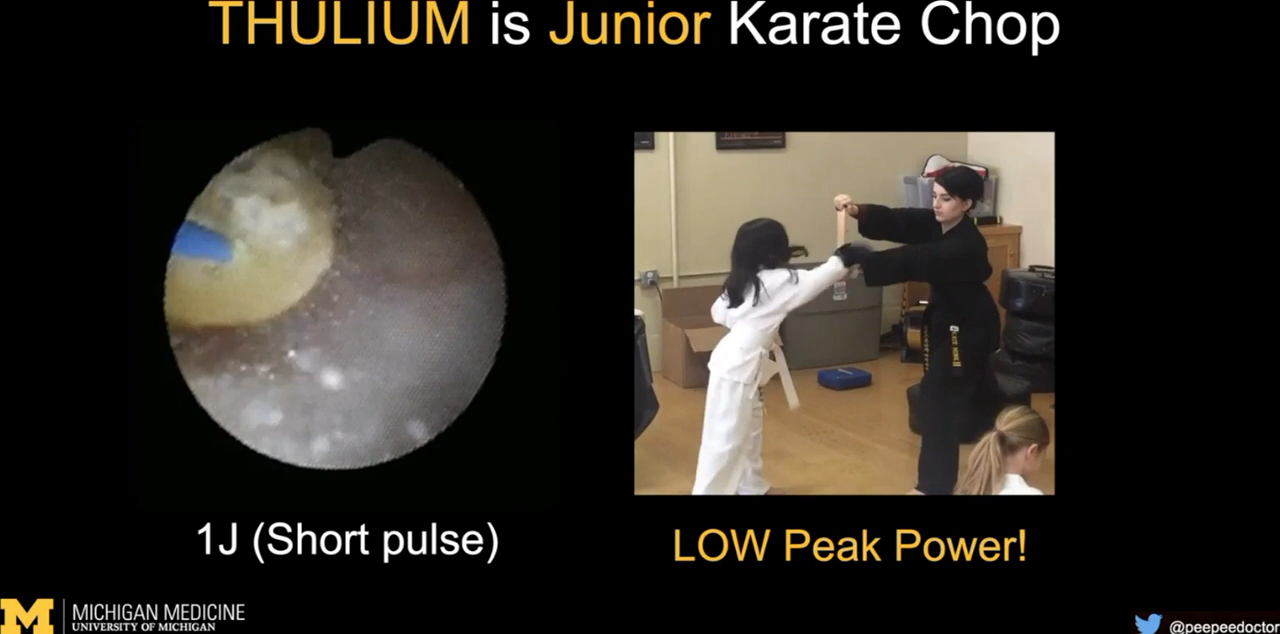 THULIUM is Junior Karate Chop
1J (Short pulse)
LOW Peak Power!
M
MICHIGAN MEDICINE
UNIVERSITY OF MICHIGAN
@peepeedoctor